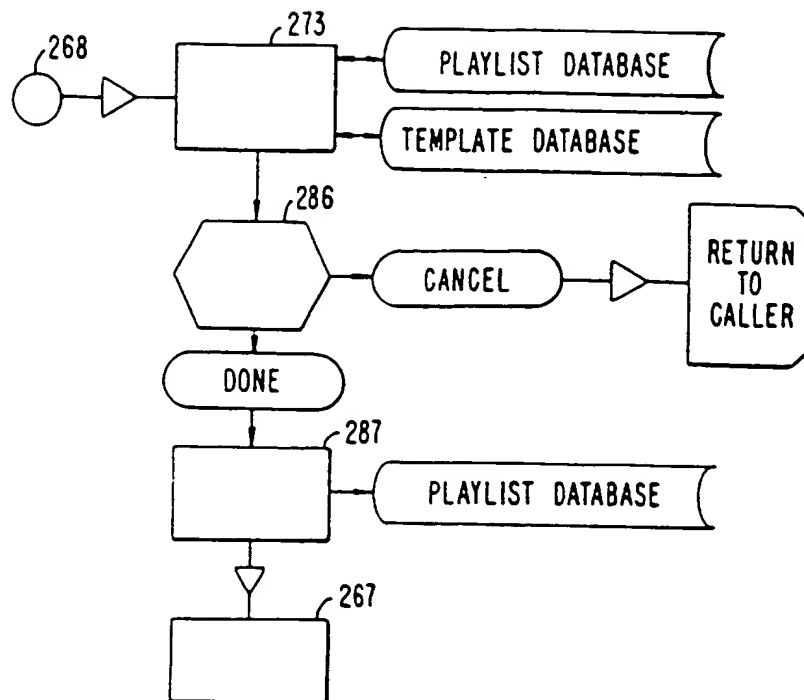 268
273
PLAYLIST DATABASE
TEMPLATE DATABASE
286
CANCEL
RETURN
TO
CALLER
DONE
287
PLAYLIST DATABASE
267